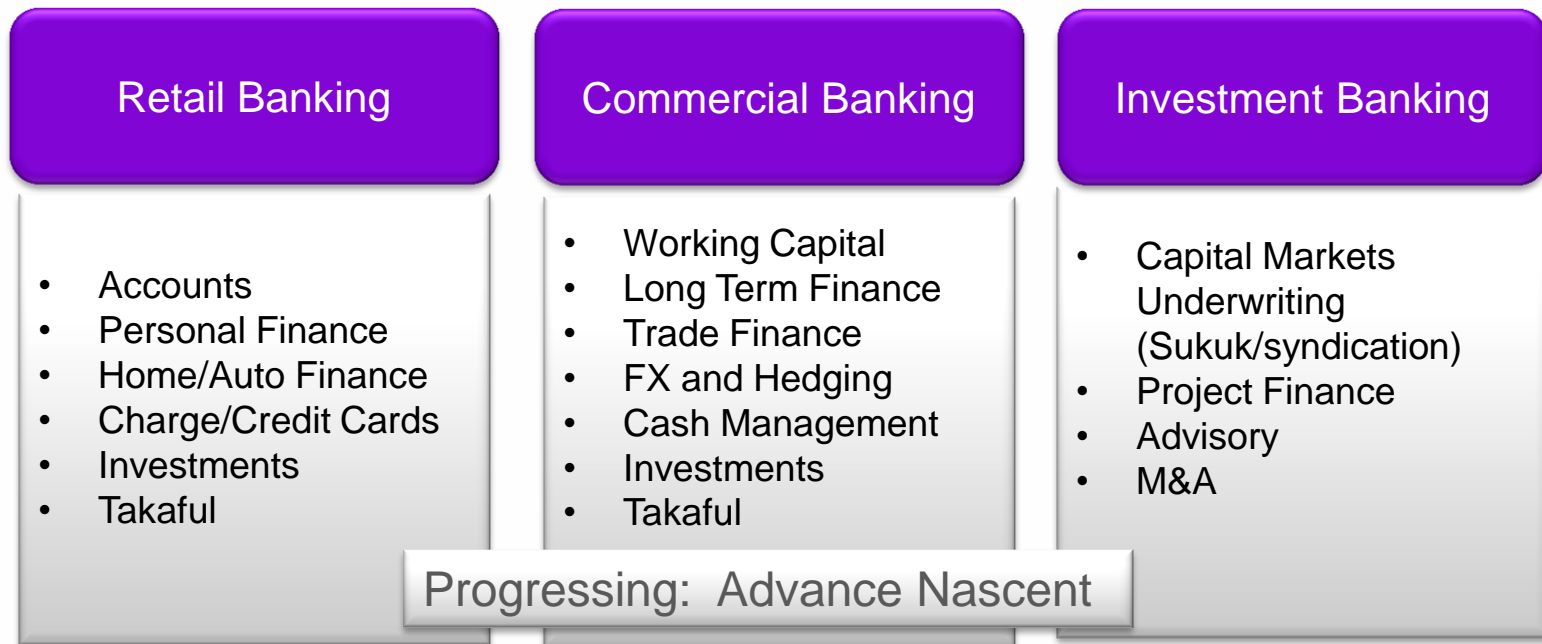 Retail Banking
• Accounts
• Personal Finance
• Home/Auto Finance
• Charge/Credit Cards
• Investments
• Takaful
Commercial Banking
• Working Capital
• Long Term Finance
• Trade Finance
• FX and Hedging
• Cash Management
• Investments
• Takaful
Investment Banking
• Capital Markets
Underwriting
(Sukuk/syndication)
• Project Finance
• Advisory
• M&A
Progressing: Advance Nascent